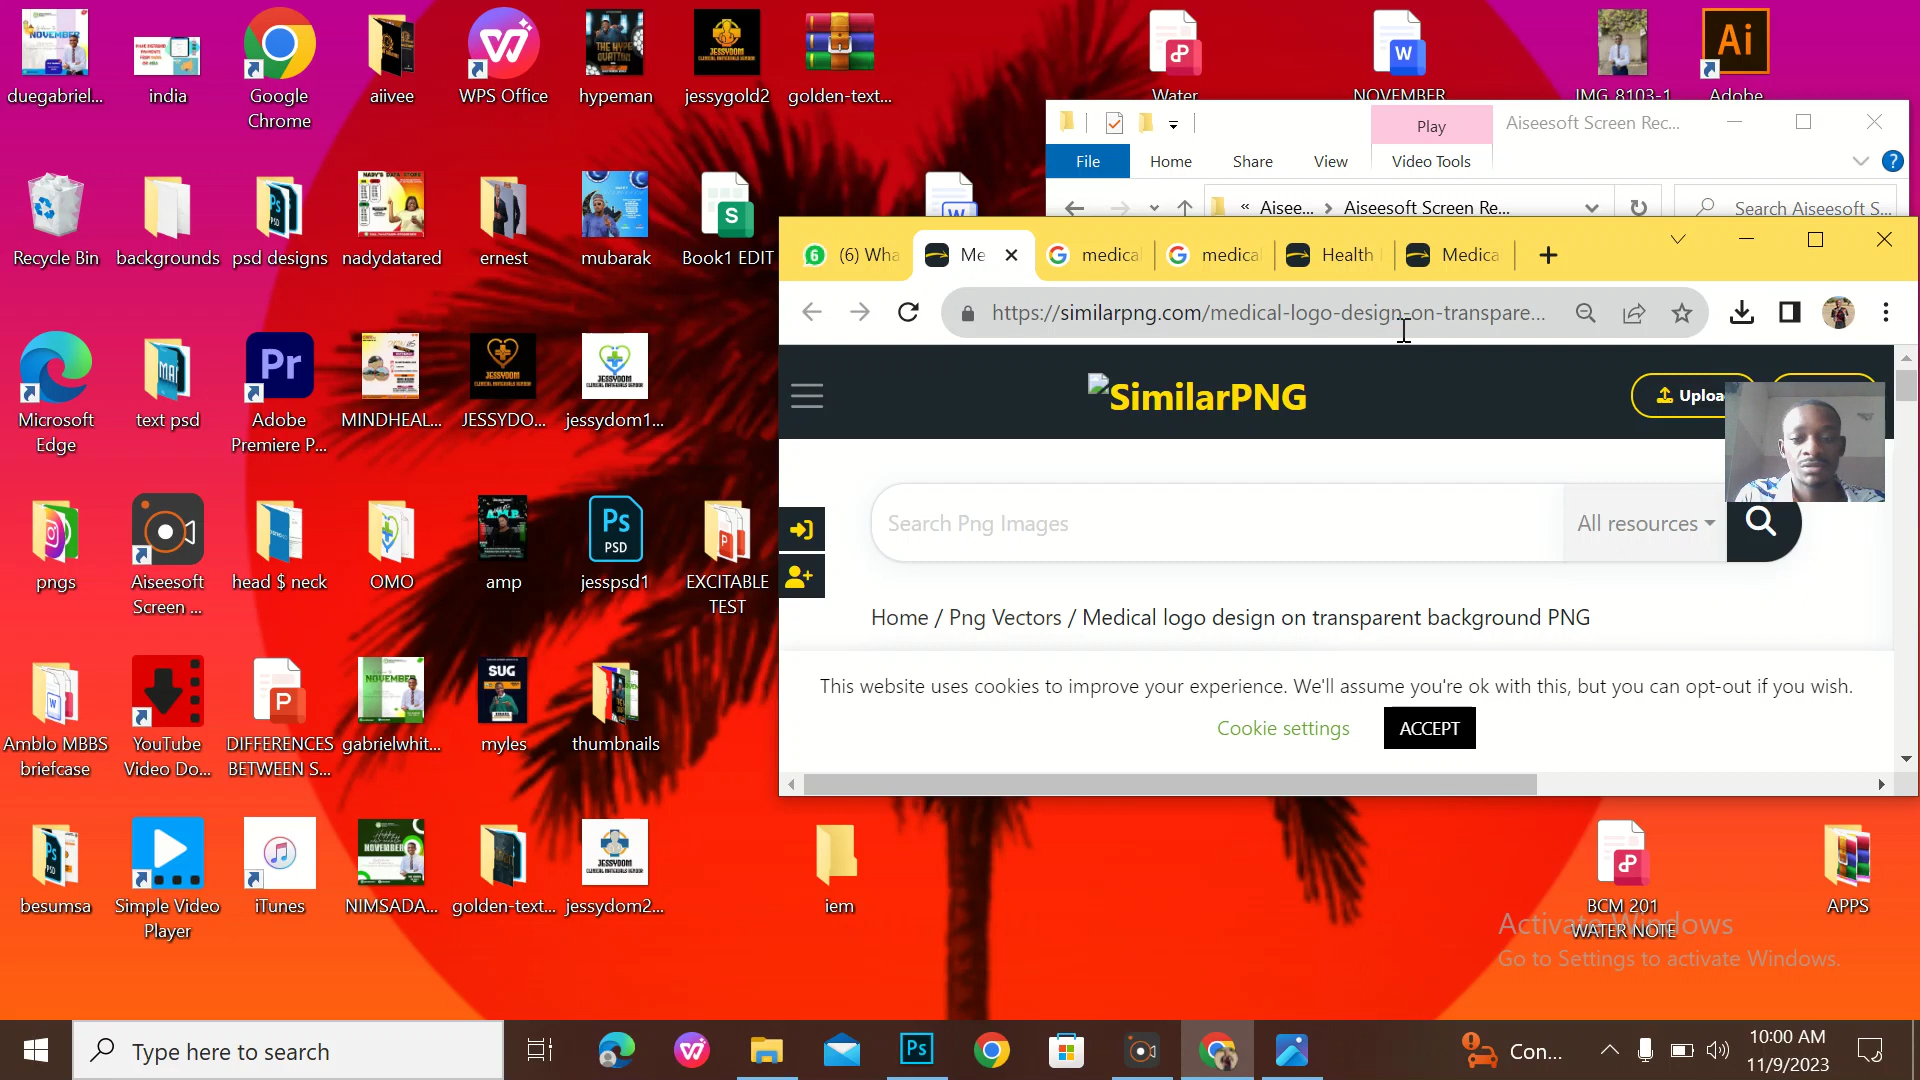 duegabriel...
india
Google
Chrome
aiivee
WPS Office
hypeman
jessygold2
golden-text...
Water
NOVEMBER
IMG_8103-1
Adobe
Recycle Bin
backgrounds
psd designs
nadydatared
ernest
mubarak
Book1 EDIT
Play
Aiseesoft Screen Rec...
File
Home
Share
View
Video Tools
« Aisee... > Aiseesoft Screen Re...
Search Aiseesoft S...
(6) Wha
Me
medical
medical
Health
Medica
https://similarpng.com/medical-logo-design-on-transpare...
SimilarPNG
Uploa
Search Png Images
All resources
Home / Png Vectors / Medical logo design on transparent background PNG
This website uses cookies to improve your experience. We'll assume you're ok with this, but you can opt-out if you wish.
Cookie settings
ACCEPT
Microsoft
Edge
text psd
Adobe
Premiere P...
MINDHEAL...
JESSYDO...
jessydom1...
pngs
Aiseesoft
Screen ...
head $ neck
OMO
amp
jesspsd1
EXCITABLE
TEST
Amblo MBBS
briefcase
YouTube
Video Do...
DIFFERENCES
BETWEEN S...
gabrielwhit...
myles
thumbnails
besumsa
Simple Video
Player
iTunes
NIMSADA...
golden-text...
jessydom2...
iem
BCM 201
WATER NOTE
APPS
Activate Windows
Go to Settings to activate Windows.
Type here to search
Con...
10:00 AM
11/9/2023